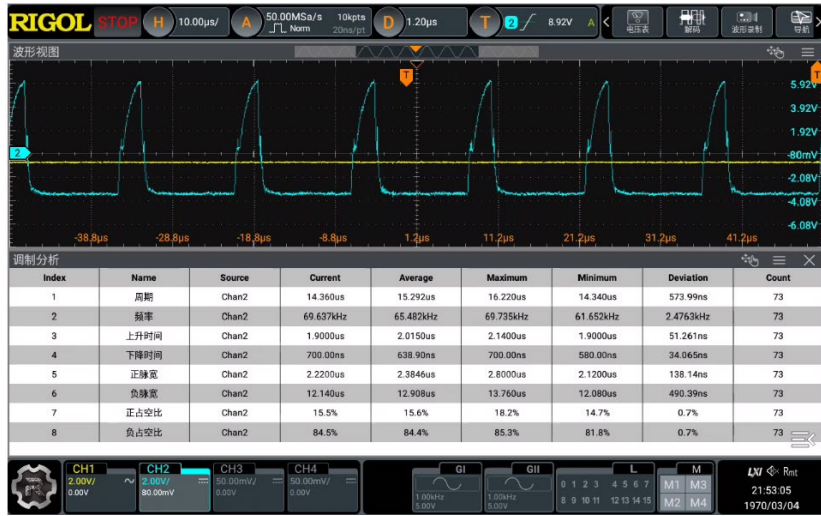 RIGOL STOP H 10.00μs/ A 50.00MSa/s 10kpts D 1.20μs T 2 8.92V A 电压表 解码 波形录制 导航
Norm 20ns/pt
波形视图
T
T
5.92V
3.92V
1.92V
2
-80mV
-2.08V
-4.08V
-6.08V
-38.8μs -28.8μs -18.8μs -8.8μs 1.2μs 11.2μs 21.2μs 31.2μs 41.2μs
调制分析
Index Name Source Current Average Maximum Minimum Deviation Count
1 周期 Chan2 14.360us 15.292us 16.220us 14.340us 573.99ns 73
2 频率 Chan2 69.637kHz 65.482kHz 69.735kHz 61.652kHz 2.4763kHz 73
3 上升时间 Chan2 1.9000us 2.0150us 2.1400us 1.9000us 51.261ns 73
4 下降时间 Chan2 700.00ns 638.90ns 700.00ns 580.00ns 34.065ns 73
5 正脉宽 Chan2 2.2200us 2.3846us 2.8000us 2.1200us 138.14ns 73
6 负脉宽 Chan2 12.140us 12.908us 13.760us 12.080us 490.39ns 73
7 正占空比 Chan2 15.5% 15.6% 18.2% 14.7% 0.7% 73
8 负占空比 Chan2 84.5% 84.4% 85.3% 81.8% 0.7% 73
CH1 CH2 CH3 CH4 GI GII L M LXI Rmt
2.00V/ 2.00V/ 50.00mV/ 50.00mV/ 0 1 2 3 4 5 6 7 M1 M3
0.00V 80.00mV 0.00V 0.00V 1.00kHz 1.00kHz 8 9 10 11 12 13 14 15 M2 M4 21:53:05
5.00V 5.00V 1970/03/04